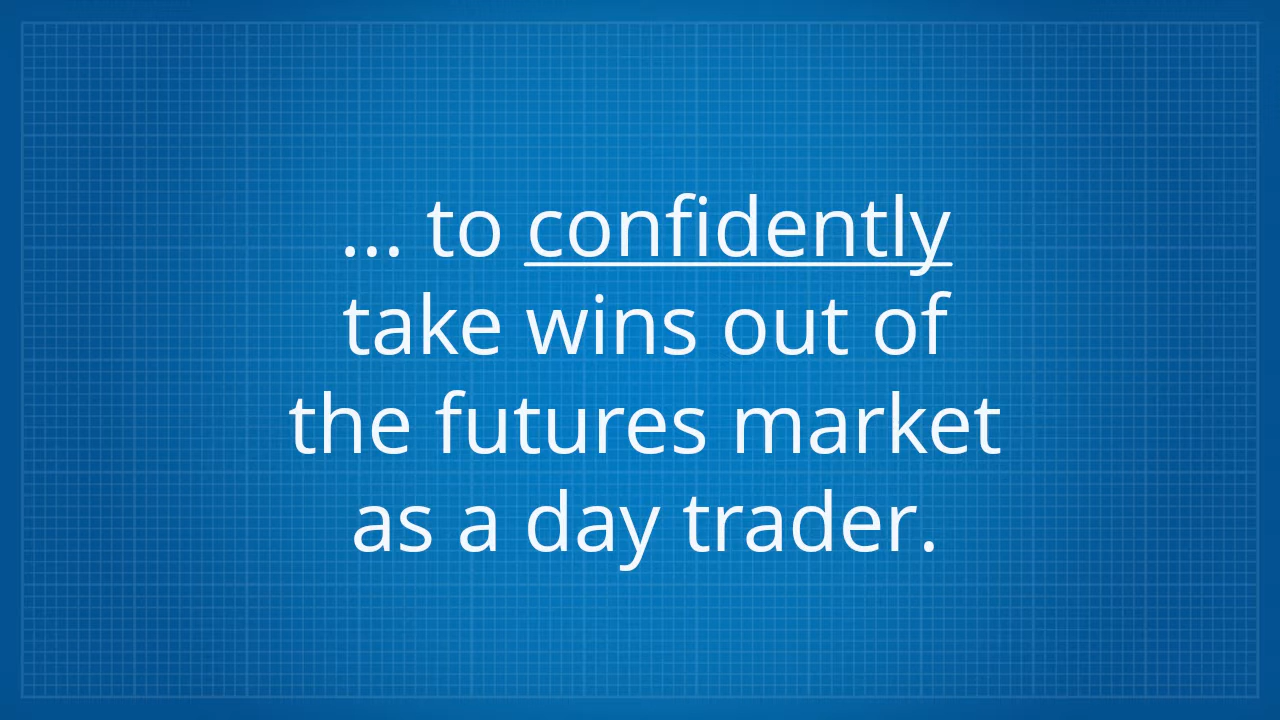 ... to confidently
take wins out of
the futures market
as a day trader.